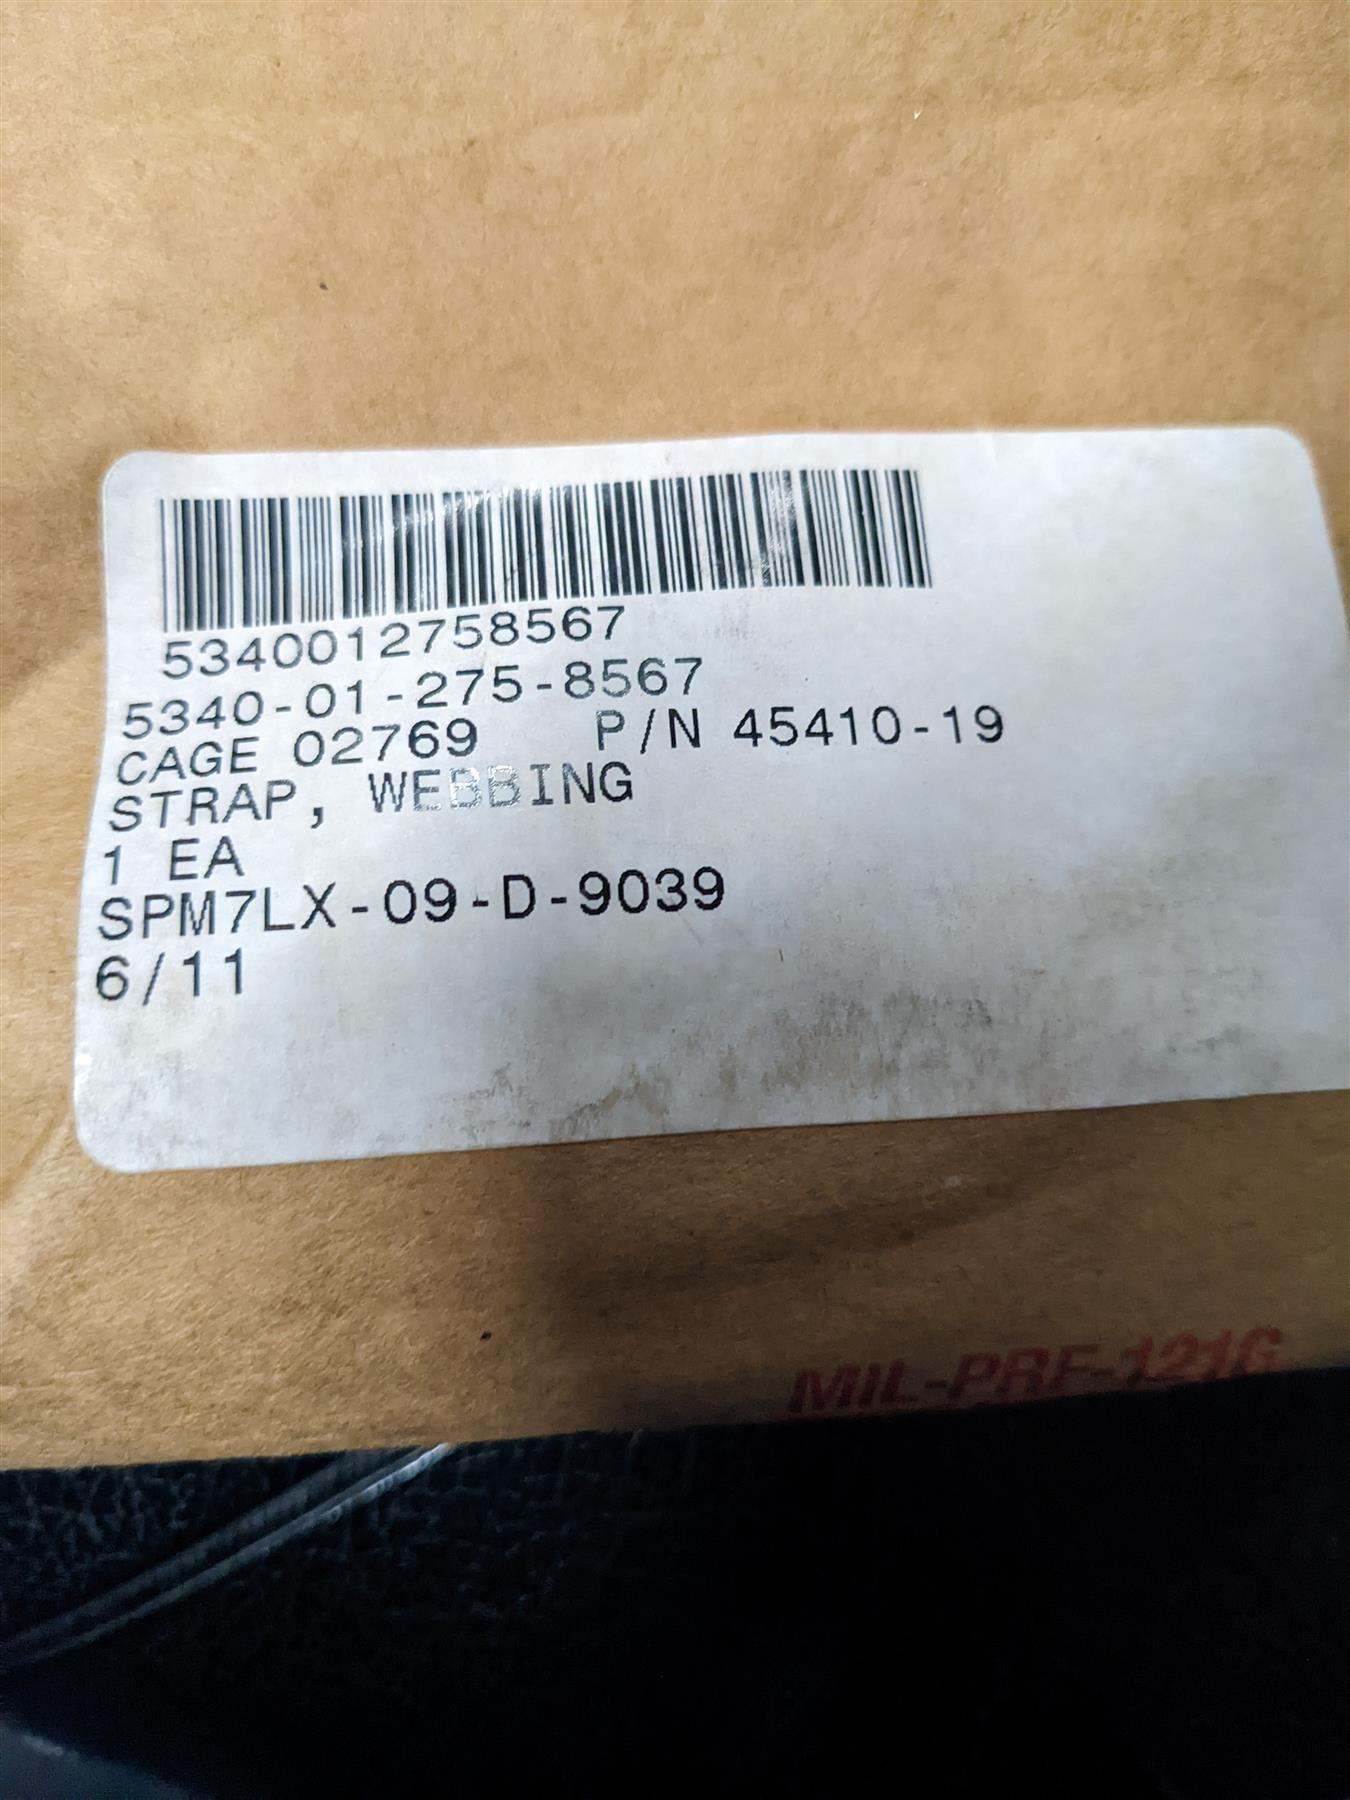 5340012758567
5340-01-275-8567
CAGE 02769 P/N 45410-19
STRAP, WEBBING
1 EA
SPM7LX-09-D-9039
6/11
MIL-PRF-121G